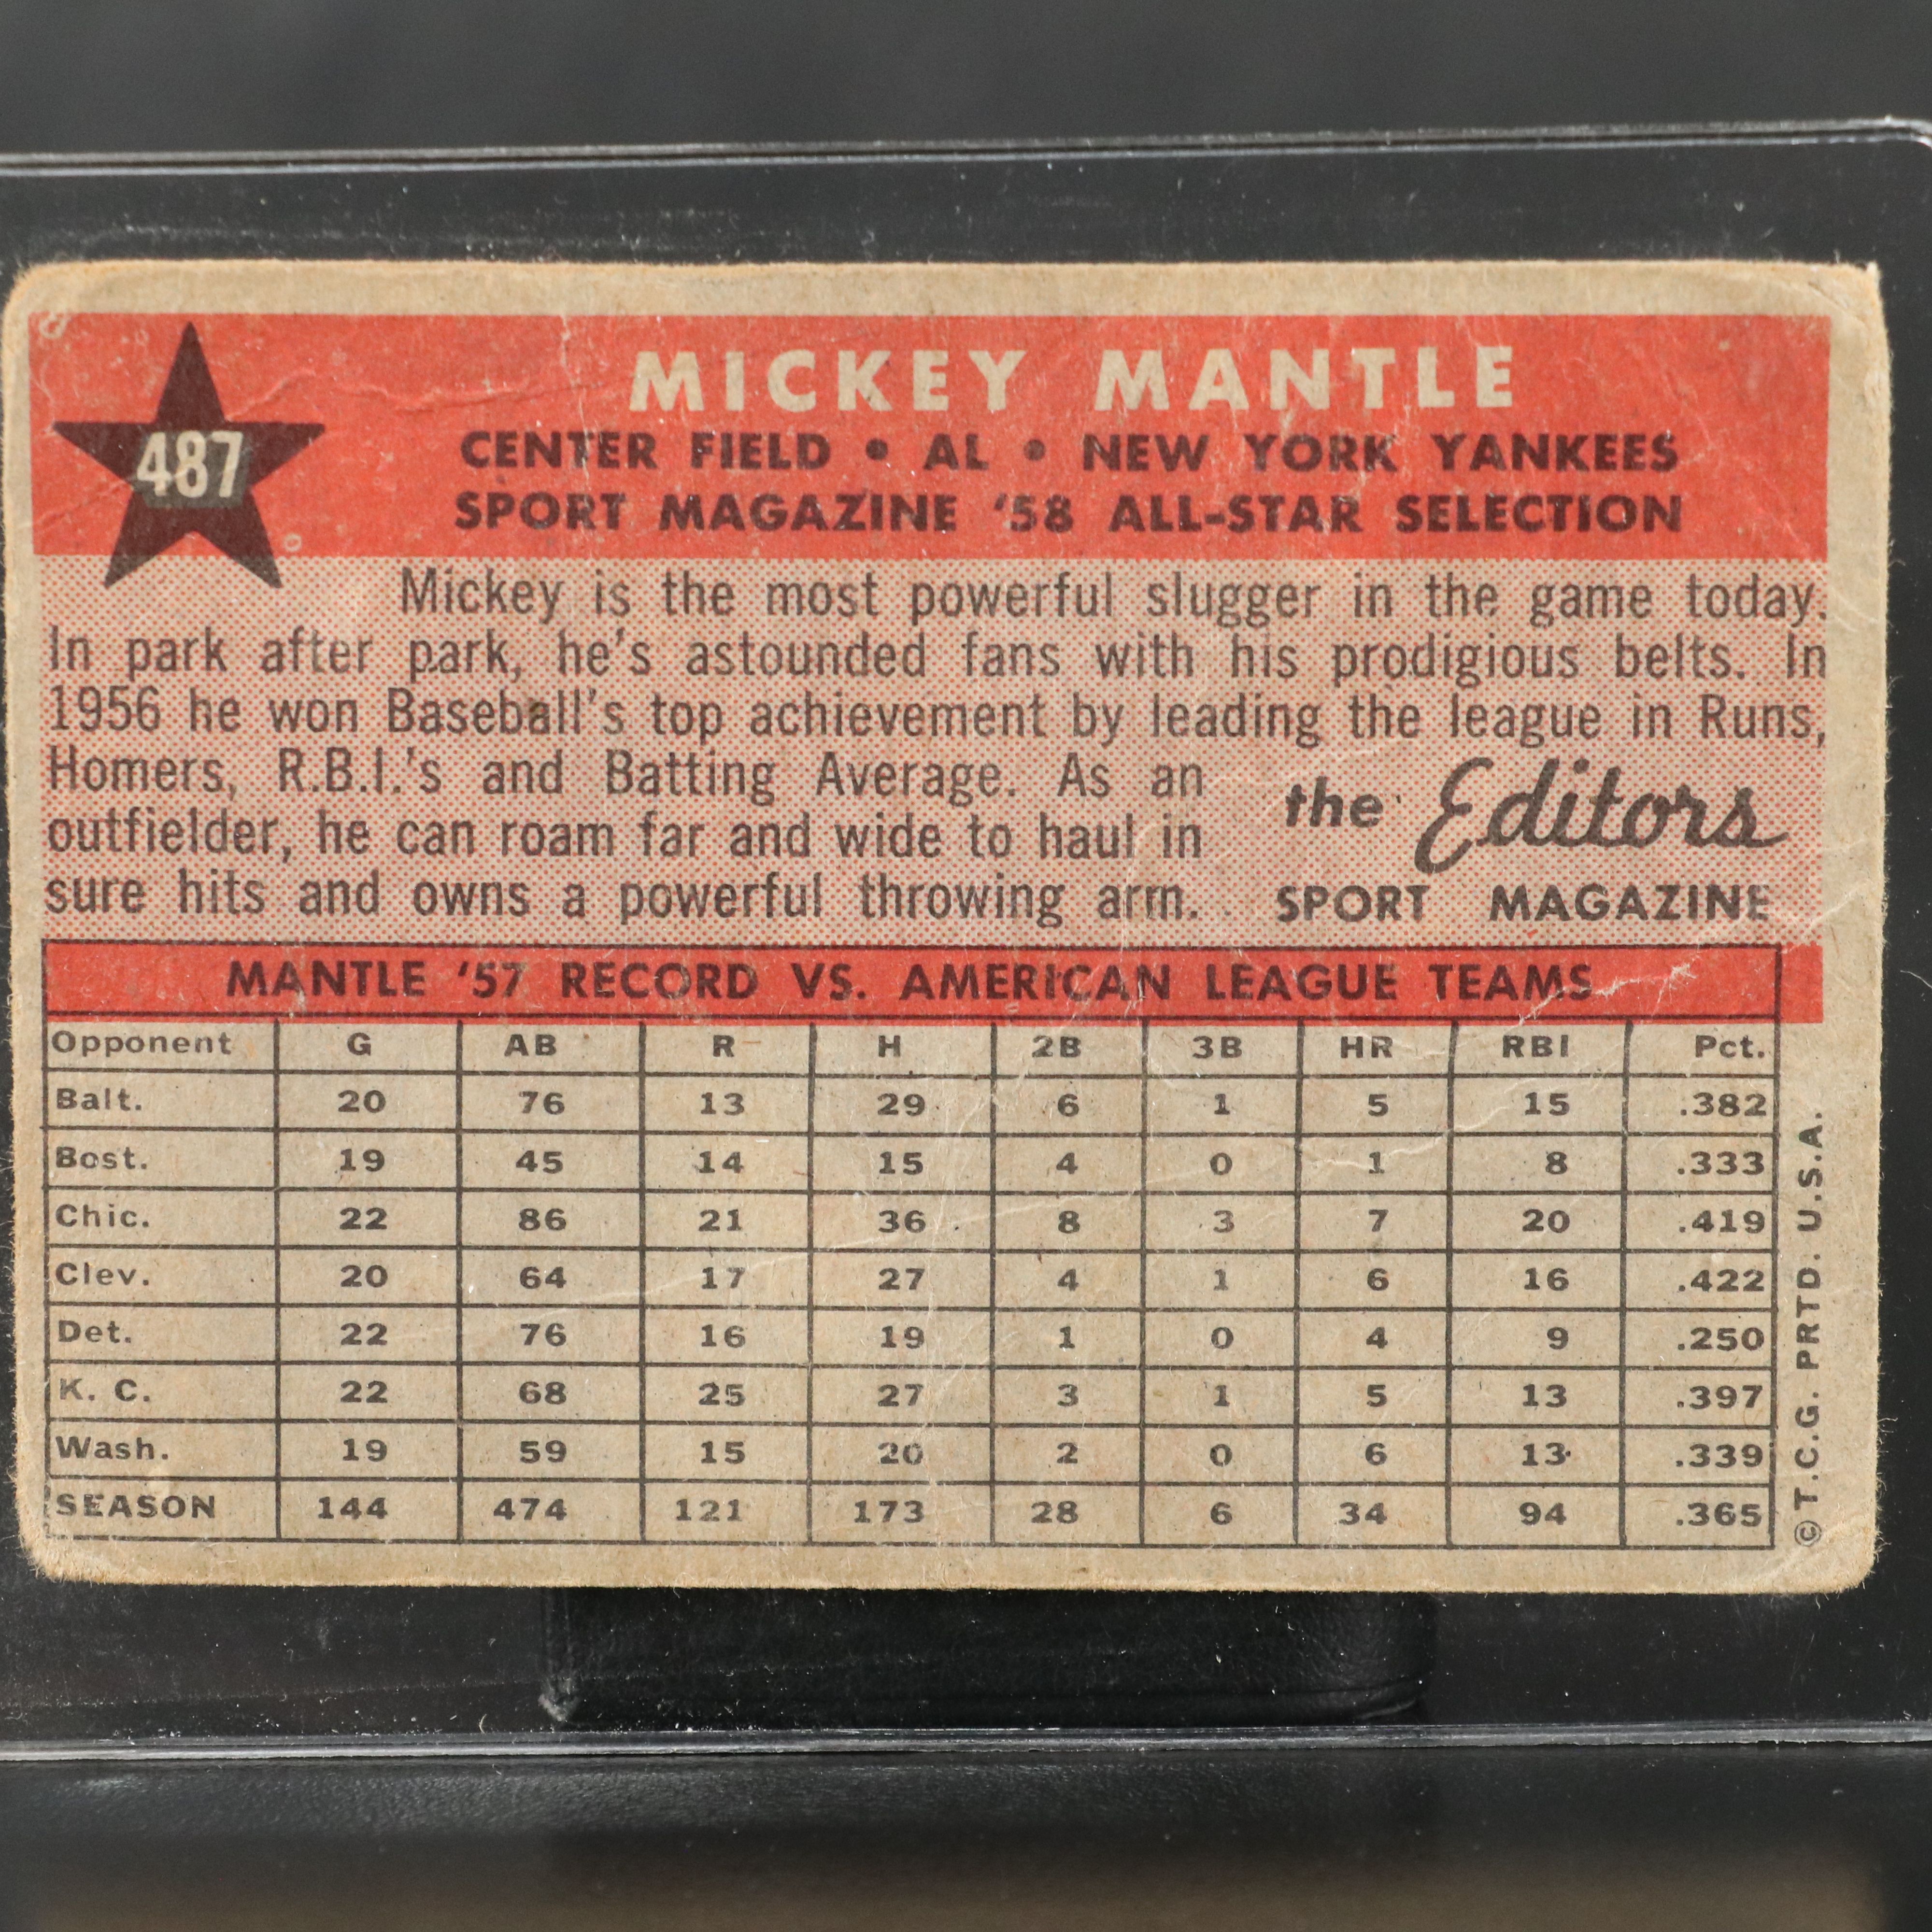 487
MICKEY MANTLE
CENTER FIELD • AL • NEW YORK YANKEES
SPORT MAGAZINE '58 ALL-STAR SELECTION
Mickey is the most powerful slugger in the game today.
In park after park, he's astounded fans with his prodigious belts. In
1956 he won Baseball's top achievement by leading the league in Runs,
Homers, R.B.I.'s and Batting Average. As an
outfielder, he can roam far and wide to haul in
sure hits and owns a powerful throwing arm.
the Editors
SPORT MAGAZINE
MANTLE '57 RECORD VS. AMERICAN LEAGUE TEAMS
Opponent G AB R H 2B 3B HR RBI Pct.
Balt. 20 76 13 29 6 1 5 15 .382
Bost. 19 45 14 15 4 0 1 8 .333
Chic. 22 86 21 36 8 3 7 20 .419
Clev. 20 64 17 27 4 1 6 16 .422
Det. 22 76 16 19 1 0 4 9 .250
K. C. 22 68 25 27 3 1 5 13 .397
Wash. 19 59 15 20 2 0 6 13 .339
SEASON 144 474 121 173 28 6 34 94 .365
© T.C.G. PRTD. U.S.A.